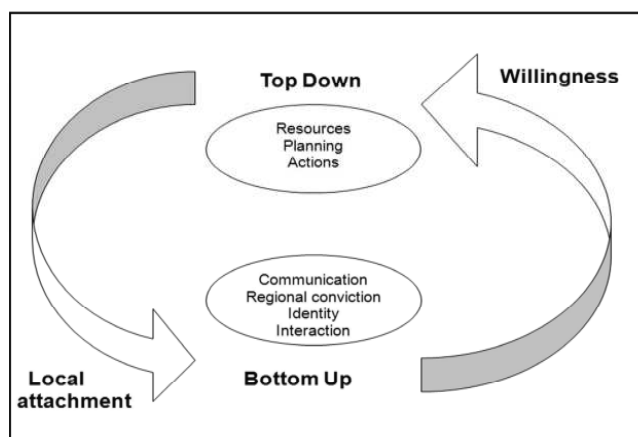 Top Down
Willingness
Resources
Planning
Actions
Communication
Regional conviction
Identity
Interaction
Local
attachment
Bottom Up